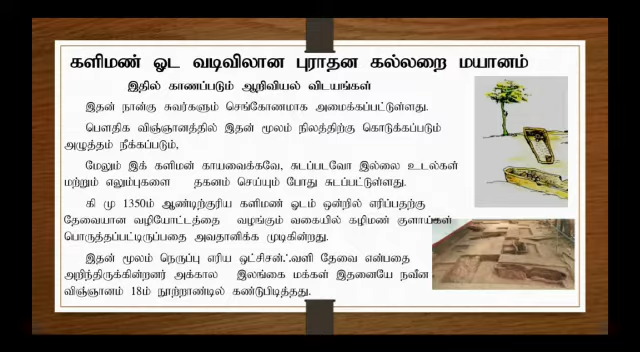 களிமண் ஓட வடிவிலான புராதன கல்லறை மயானம்
இதில் காணப்படும் ஆறிவியல் விடயங்கள்
இதன் நான்கு சுவர்களும் செங்கோணமாக அமைக்கப்பட்டுள்ளது.
பௌதிக விஞ்ஞானத்தில் இதன் மூலம் நிலத்திற்கு கொடுக்கப்படும்
அழுத்தம் நீக்கப்படும்,
மேலும் இக் களிமன் காயவைக்கவே, சுடப்படவோ இல்லை உடல்கள்
மற்றும் எலும்புகளை தகனம் செய்யும் போது சுடப்பட்டுள்ளது.
கி மு 1350ம் ஆண்டிற்குரிய களிமண் ஓடம் ஒன்றில் எரிப்பதற்கு
தேவையான வழியோட்டத்தை வழங்கும் வகையில் கழிமண் குளாய்கள்
பொருத்தப்பட்டிருப்பதை அவதானிக்க முடிகின்றது.
இதன் மூலம் நெருப்பு எரிய ஒட்சிசன்.்.வளி தேவை என்பதை
அறிந்திருக்கின்றனர் அக்கால இலங்கை மக்கள் இதனையே நவீன
விஞ்ஞானம் 18ம் நூற்றாண்டில் கண்டுபிடித்தது.